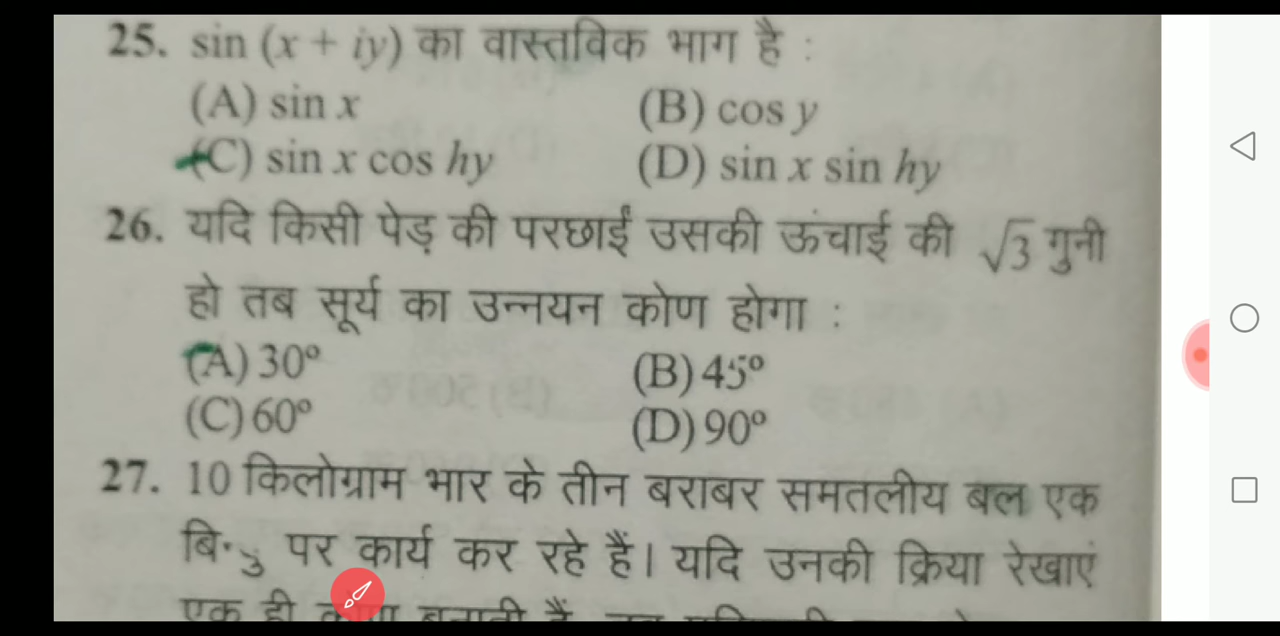 25. sin (x + iy) का वास्तविक भाग है :
(A) sin x (B) cos y
(C) sin x cos hy (D) sin x sin hy
26. यदि किसी पेड़ की परछाईं उसकी ऊंचाई की √3 गुनी
हो तब सूर्य का उन्नयन कोण होगा :
(A) 30° (B) 45°
(C) 60° (D) 90°
27. 10 किलोग्राम भार के तीन बराबर समतलीय बल एक
पर कार्य कर रहे हैं। यदि उनकी क्रिया रेखाएं
एक ही